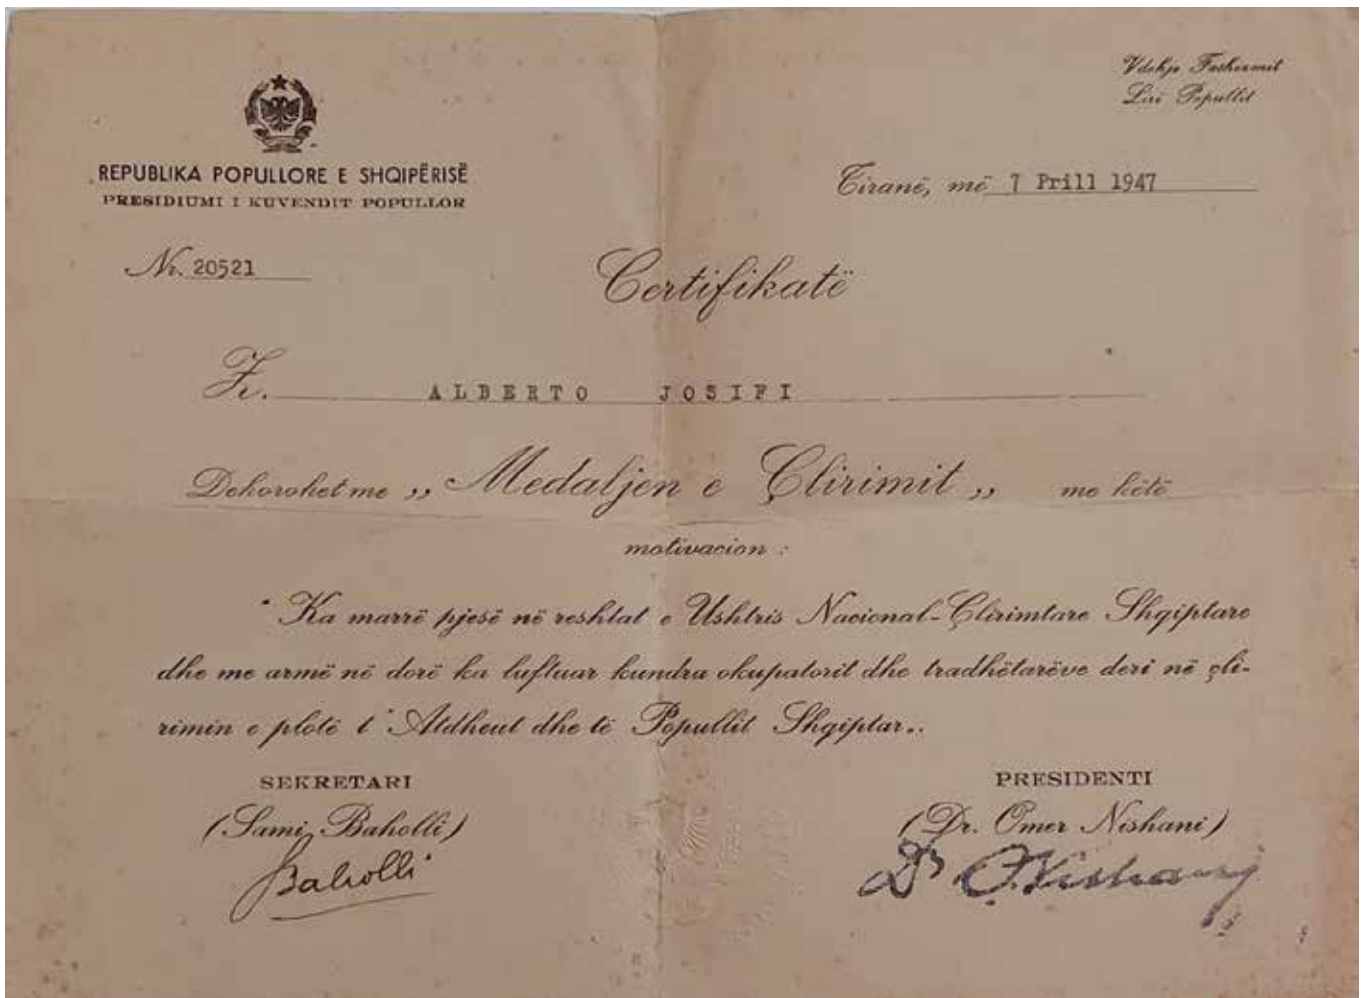 Vdekje Fashizmit
Liri Popullit
REPUBLIKA POPULLORE E SHQIPËRISË
PRESIDIUMI I KUVENDIT POPULLOR
Tiranë, më 7 Prill 1947
Nr. 20521
Certifikatë
Z. ALBERTO JOSIFI
Dekorohet me „Medaljen e Çlirimit„ me këtë
motivacion :
"Ka marrë pjesë në reshtat e Ushtris Nacional-Çlirimtare Shqiptare
dhe me armë në dorë ka luftuar kundra okupatorit dhe tradhëtarëve deri në çli-
rimin e plotë t'Atdheut dhe të Popullit Shqiptar„.
SEKRETARI
PRESIDENTI
(Sami Baholli)
(Dr. Omer Nishani)
Baholli
Dr O.Nishani